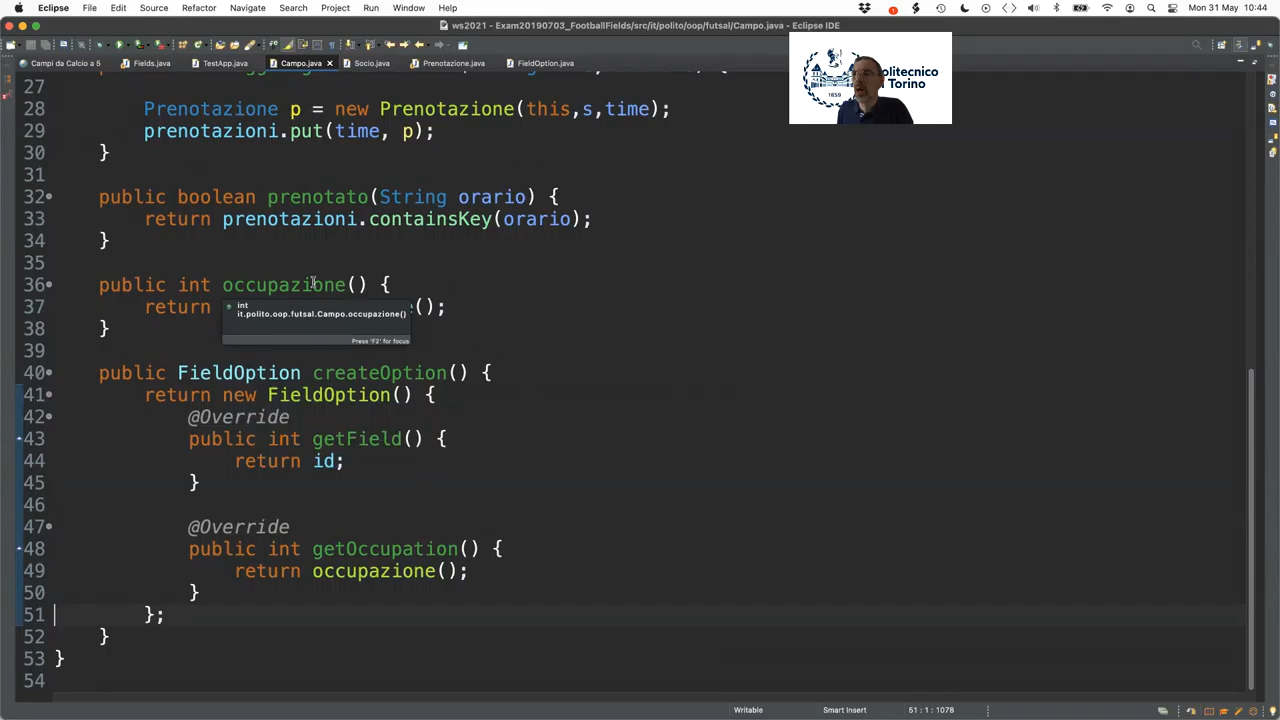 Eclipse File Edit Source Refactor Navigate Search Project Run Window Help Mon 31 May 10:44
ws2021 - Exam20190703_FootballFields/src/it/polito/oop/futsal/Campo.java - Eclipse IDE
Campi da Calcio a 5 Fields.java TestApp.java Campo.java Socio.java Prenotazione.java FieldOption.java
Politecnico
di Torino
1859
27
28 Prenotazione p = new Prenotazione(this,s,time);
29 prenotazioni.put(time, p);
30 }
31
32 public boolean prenotato(String orario) {
33 return prenotazioni.containsKey(orario);
34 }
35
36 public int occupazione() {
37 return e();
int
it.polito.oop.futsal.Campo.occupazione()
Press 'F2' for focus
38 }
39
40 public FieldOption createOption() {
41 return new FieldOption() {
42 @Override
43 public int getField() {
44 return id;
45 }
46
47 @Override
48 public int getOccupation() {
49 return occupazione();
50 }
51 };
52 }
53 }
54
Writable Smart Insert 51 : 1 : 1078